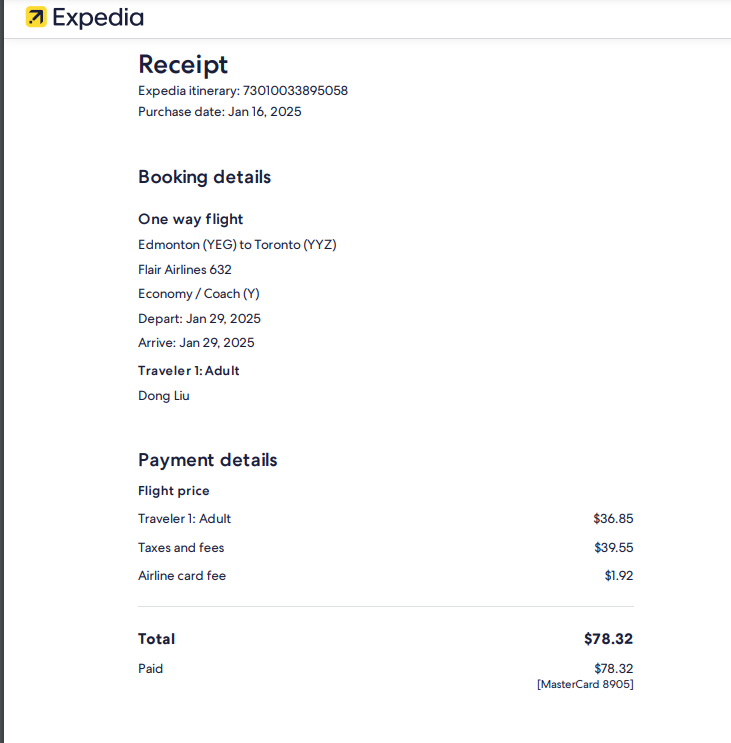 Expedia
Receipt
Expedia itinerary: 73010033895058
Purchase date: Jan 16, 2025
Booking details
One way flight
Edmonton (YEG) to Toronto (YYZ)
Flair Airlines 632
Economy / Coach (Y)
Depart: Jan 29, 2025
Arrive: Jan 29, 2025
Traveler 1: Adult
Dong Liu
Payment details
Flight price
Traveler 1: Adult $36.85
Taxes and fees $39.55
Airline card fee $1.92
Total $78.32
Paid $78.32
[MasterCard 8905]